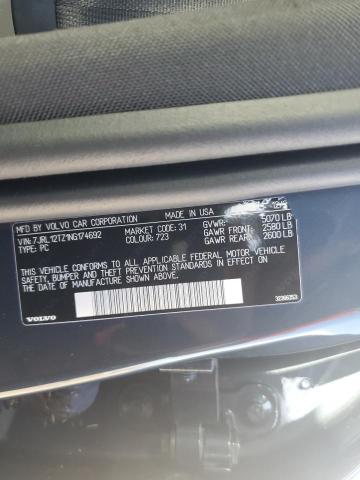 MFD. BY VOLVO CAR CORPORATION MADE IN USA
VIN: 7JRL12TZ1NG174692 MARKET CODE: 31 GVWR: 5070 LB
TYPE: PC COLOUR: 723 GAWR FRONT: 2580 LB
GAWR REAR: 2600 LB
THIS VEHICLE CONFORMS TO ALL APPLICABLE FEDERAL MOTOR VEHICLE
SAFETY, BUMPER AND THEFT PREVENTION STANDARDS IN EFFECT ON THE
DATE OF MANUFACTURE SHOWN ABOVE.
VOLVO